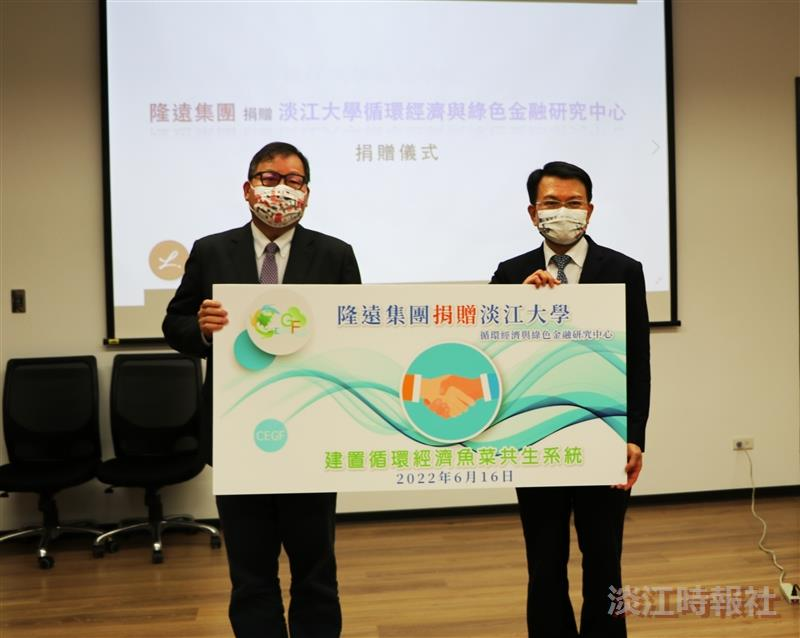 隆遠集團 捐贈 淡江大學循環經濟與綠色金融研究中心
捐贈儀式
隆遠集團捐贈淡江大學
循環經濟與綠色金融研究中心
CEGF
建置循環經濟魚菜共生系統
2022年6月16日
淡江時報社